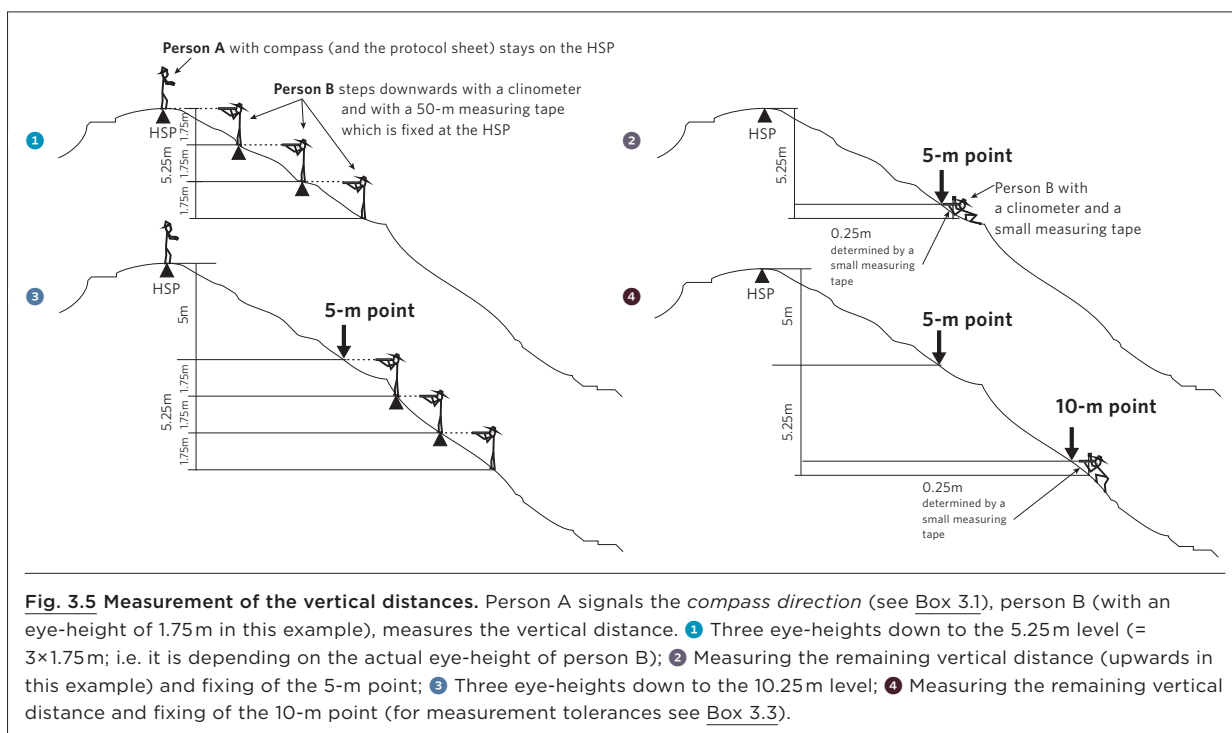 Person A with compass (and the protocol sheet) stays on the HSP
Person B steps downwards with a clinometer
and with a 50-m measuring tape
which is fixed at the HSP
HSP
1
1.75m
1.75m
1.75m
5.25m
2
HSP
5.25m
5-m point
Person B with
a clinometer and a
small measuring tape
0.25m
determined by a
small measuring
tape
3
HSP
5m
5-m point
1.75m
1.75m
1.75m
5.25m
4
HSP
5m
5-m point
5.25m
10-m point
0.25m
determined by a
small measuring
tape
Fig. 3.5 Measurement of the vertical distances. Person A signals the compass direction (see Box 3.1), person B (with an
eye-height of 1.75m in this example), measures the vertical distance. 1 Three eye-heights down to the 5.25m level (=
3×1.75m; i.e. it is depending on the actual eye-height of person B); 2 Measuring the remaining vertical distance (upwards in
this example) and fixing of the 5-m point; 3 Three eye-heights down to the 10.25m level; 4 Measuring the remaining vertical
distance and fixing of the 10-m point (for measurement tolerances see Box 3.3).